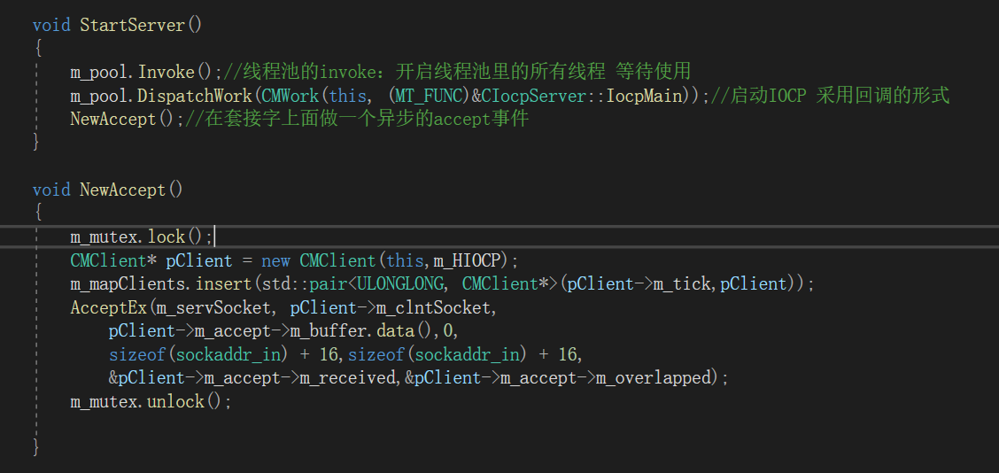 void StartServer()
{
m_pool.Invoke();//线程池的invoke：开启线程池里的所有线程 等待使用
m_pool.DispatchWork(CMWork(this, (MT_FUNC)&CIocpServer::IocpMain));//启动IOCP 采用回调的形式
NewAccept();//在套接字上面做一个异步的accept事件
}
void NewAccept()
{
m_mutex.lock();
CMClient* pClient = new CMClient(this,m_HIOCP);
m_mapClients.insert(std::pair<ULONGLONG, CMClient*>(pClient->m_tick,pClient));
AcceptEx(m_servSocket, pClient->m_clntSocket,
pClient->m_accept->m_buffer.data(),0,
sizeof(sockaddr_in) + 16,sizeof(sockaddr_in) + 16,
&pClient->m_accept->m_received,&pClient->m_accept->m_overlapped);
m_mutex.unlock();
}